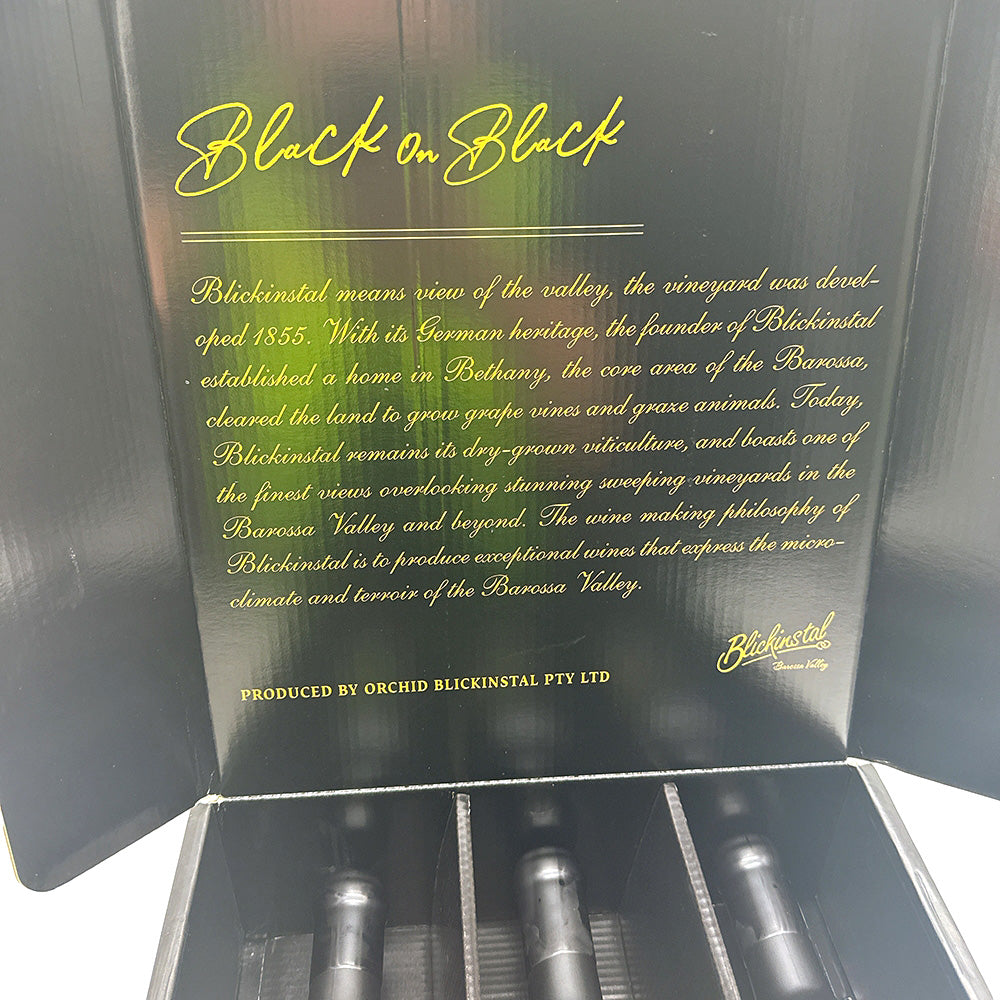 Black on Black
Blickinstal means view of the valley, the vineyard was devel-
oped 1855. With its German heritage, the founder of Blickinstal
established a home in Bethany, the core area of the Barossa,
cleared the land to grow grape vines and graze animals. Today,
Blickinstal remains its dry-grown viticulture, and boasts one of
the finest views overlooking stunning sweeping vineyards in the
Barossa Valley and beyond. The wine making philosophy of
Blickinstal is to produce exceptional wines that express the micro-
climate and terroir of the Barossa Valley.
Blickinstal
Barossa Valley
PRODUCED BY ORCHID BLICKINSTAL PTY LTD